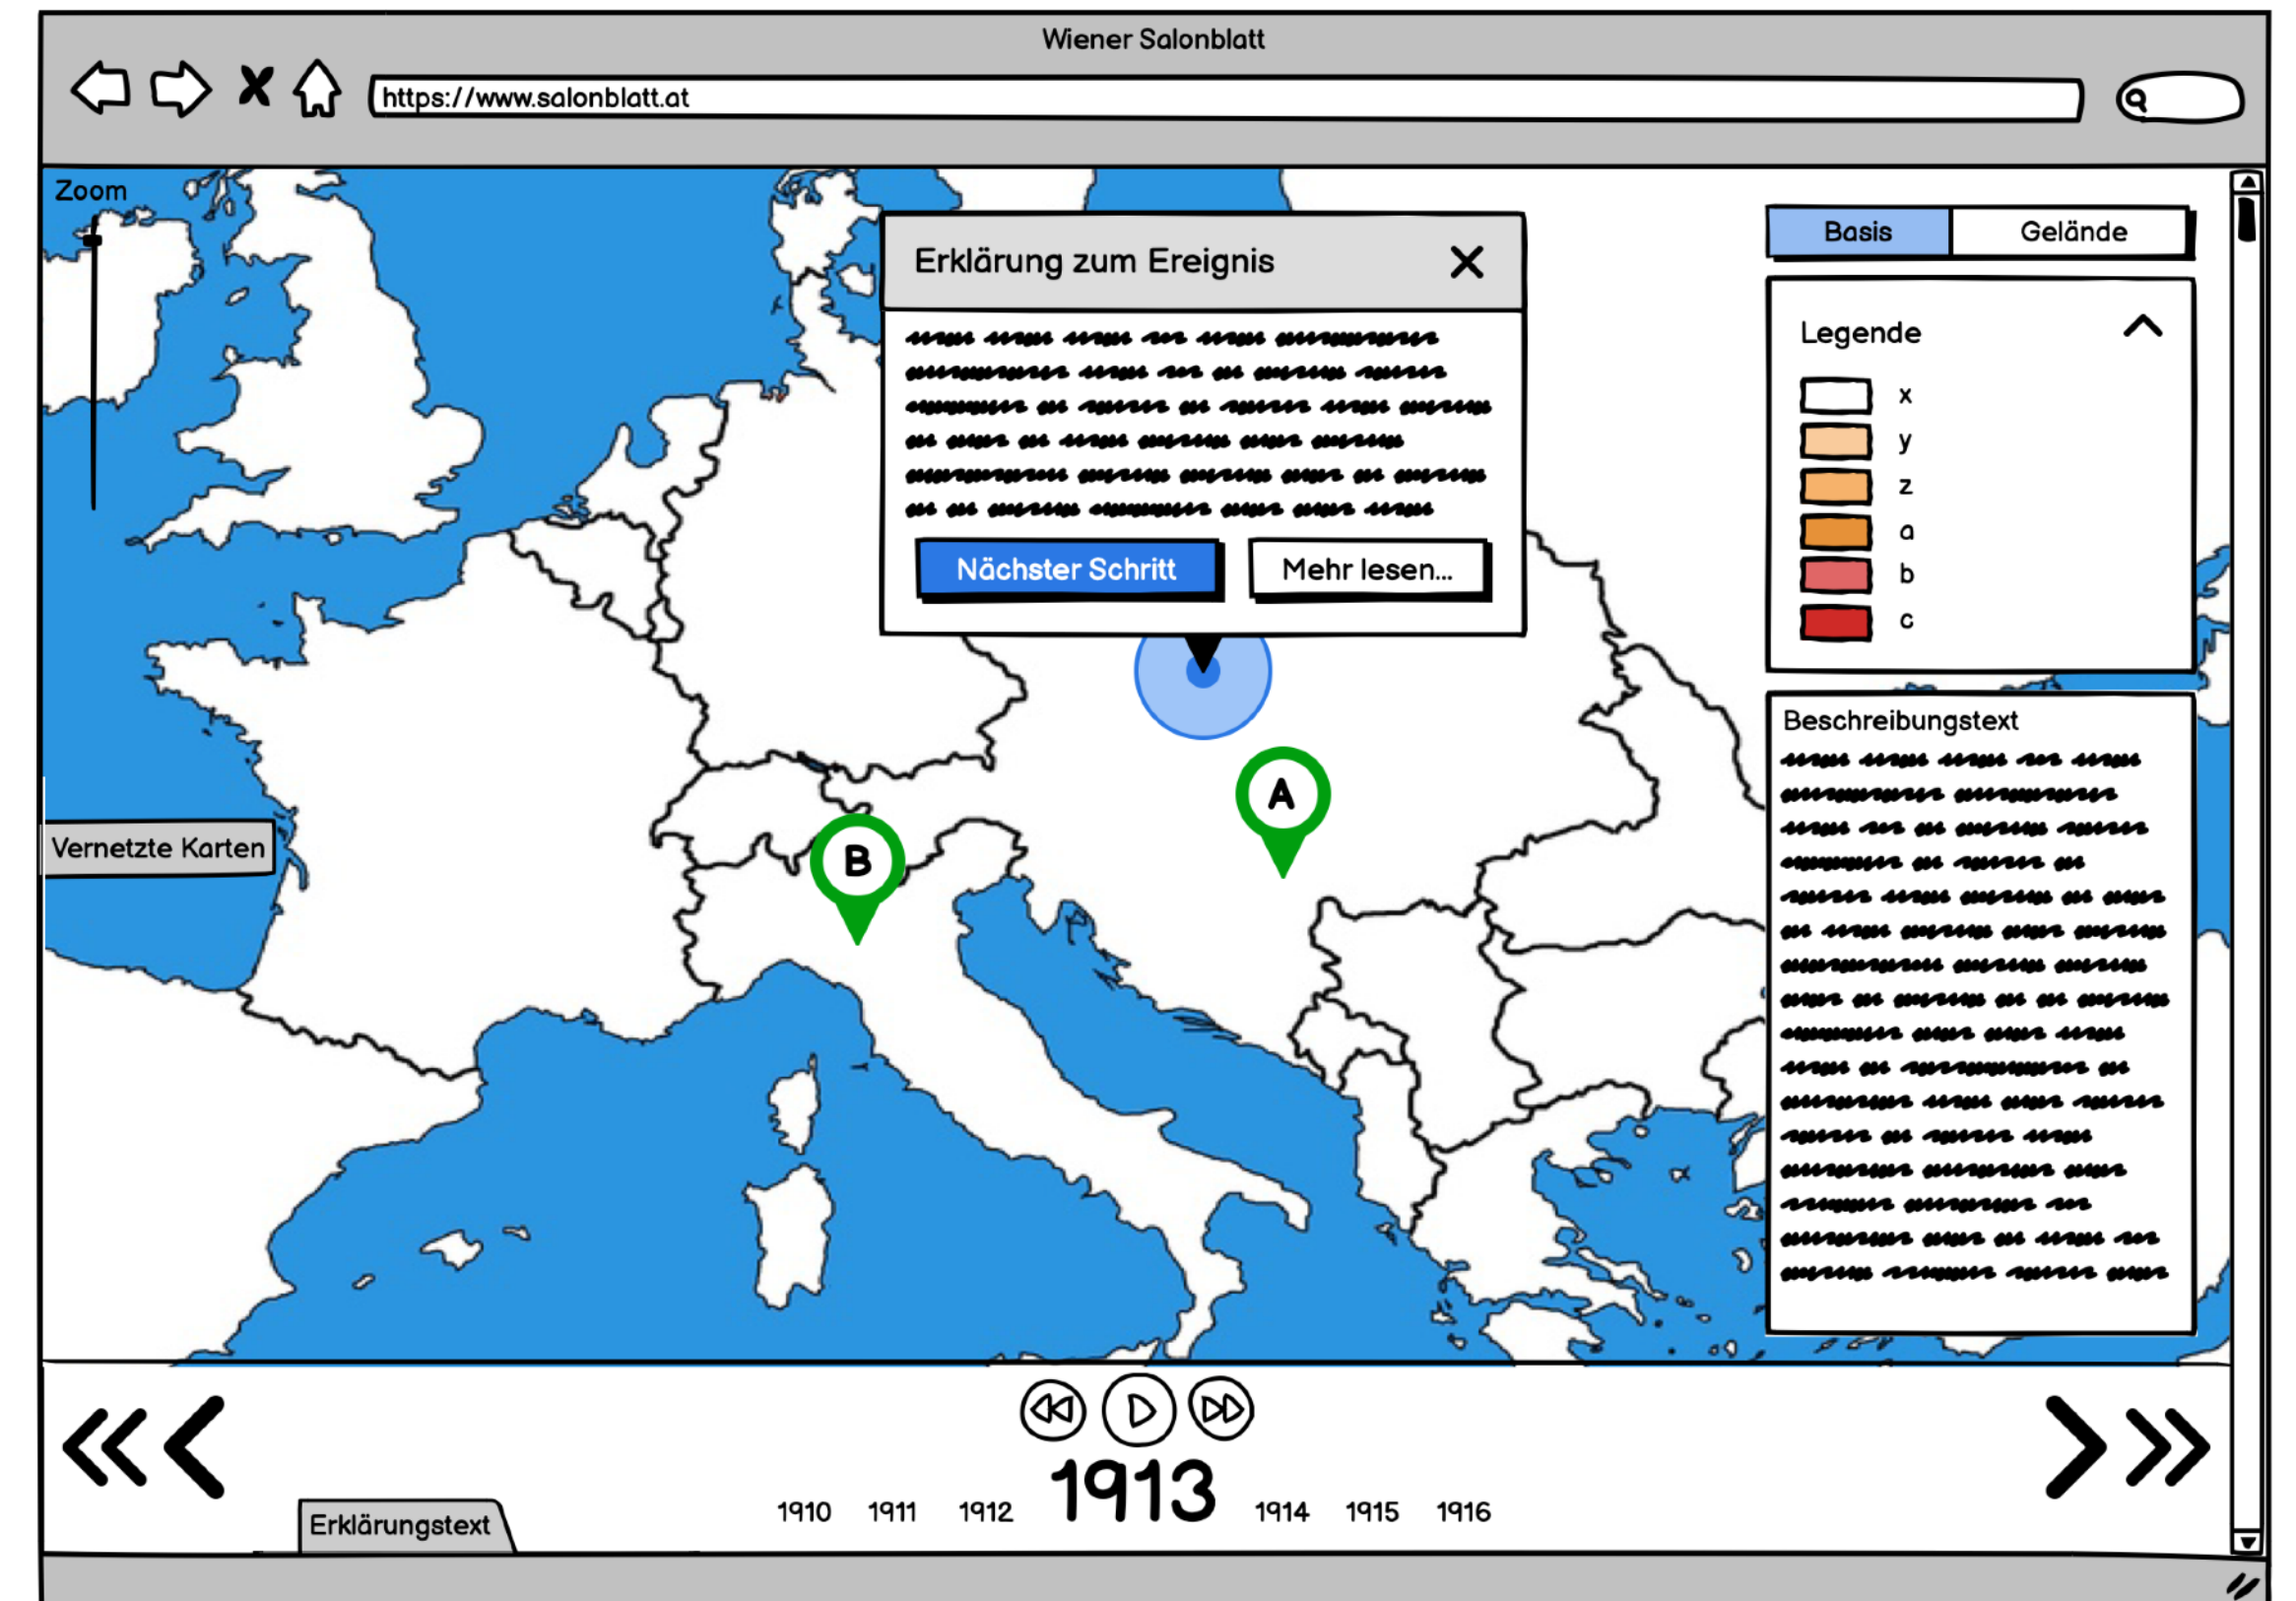 Wiener Salonblatt
https://www.salonblatt.at
Zoom
Basis
Gelände
Erklärung zum Ereignis
Nächster Schritt
Mehr lesen...
Legende
x
y
z
a
b
c
Beschreibungstext
A
B
Vernetzte Karten
1910 1911 1912 1913 1914 1915 1916
Erklärungstext